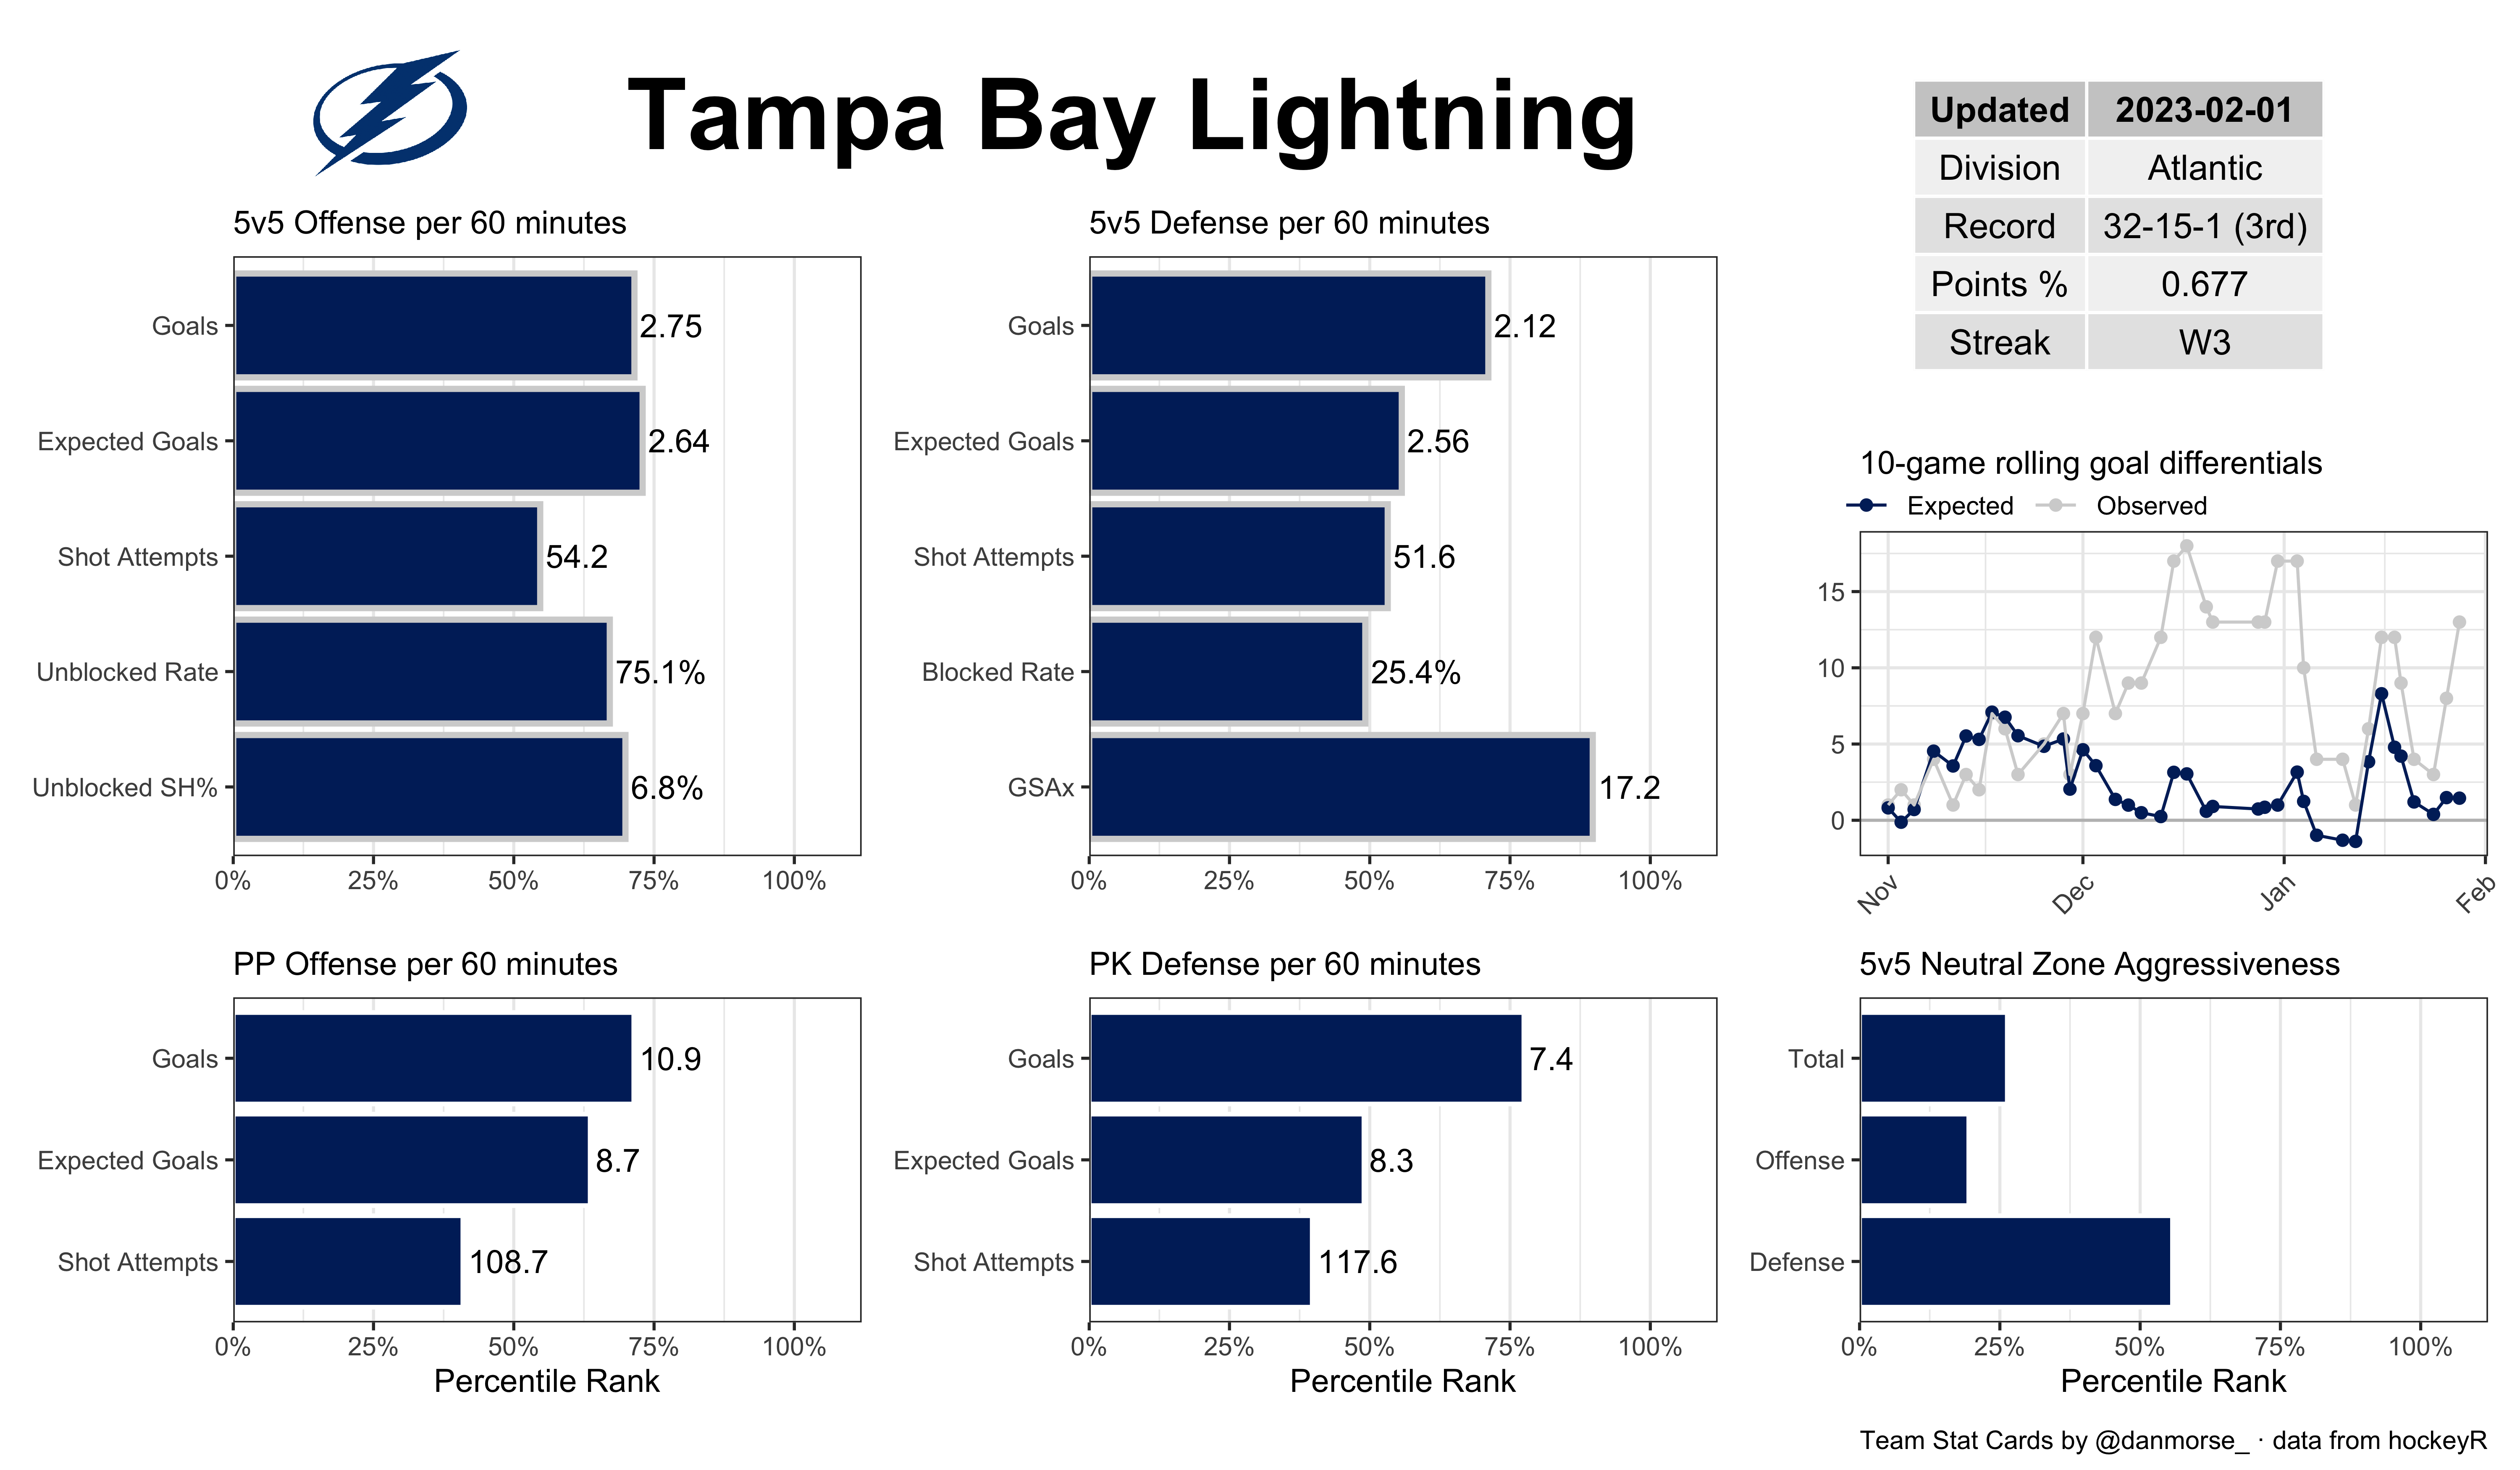 Tampa Bay Lightning
Updated 2023-02-01
Division Atlantic
Record 32-15-1 (3rd)
Points % 0.677
Streak W3
5v5 Offense per 60 minutes
Goals 2.75
Expected Goals 2.64
Shot Attempts 54.2
Unblocked Rate 75.1%
Unblocked SH% 6.8%
0% 25% 50% 75% 100%
5v5 Defense per 60 minutes
Goals 2.12
Expected Goals 2.56
Shot Attempts 51.6
Blocked Rate 25.4%
GSAx 17.2
0% 25% 50% 75% 100%
10-game rolling goal differentials
Expected Observed
15
10
5
0
Nov Dec Jan Feb
PP Offense per 60 minutes
Goals 10.9
Expected Goals 8.7
Shot Attempts 108.7
0% 25% 50% 75% 100%
Percentile Rank
PK Defense per 60 minutes
Goals 7.4
Expected Goals 8.3
Shot Attempts 117.6
0% 25% 50% 75% 100%
Percentile Rank
5v5 Neutral Zone Aggressiveness
Total
Offense
Defense
0% 25% 50% 75% 100%
Percentile Rank
Team Stat Cards by @danmorse_ · data from hockeyR